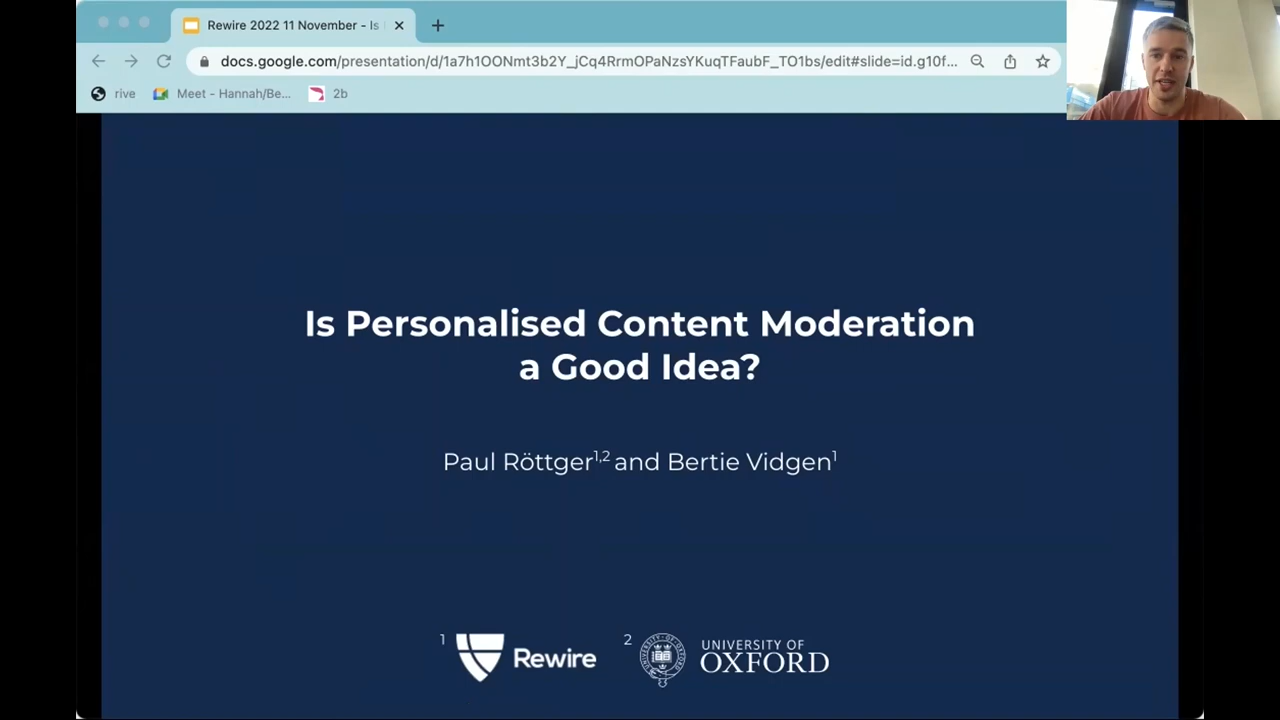 Rewire 2022 11 November - Is
docs.google.com/presentation/d/1a7h1OONmt3b2Y_jCq4RrmOPaNzsYKuqTFaubF_TO1bs/edit#slide=id.g10f...
rive
Meet - Hannah/Be...
2b
Is Personalised Content Moderation
a Good Idea?
Paul Röttger1,2 and Bertie Vidgen1
1 Rewire
2 UNIVERSITY OF
OXFORD